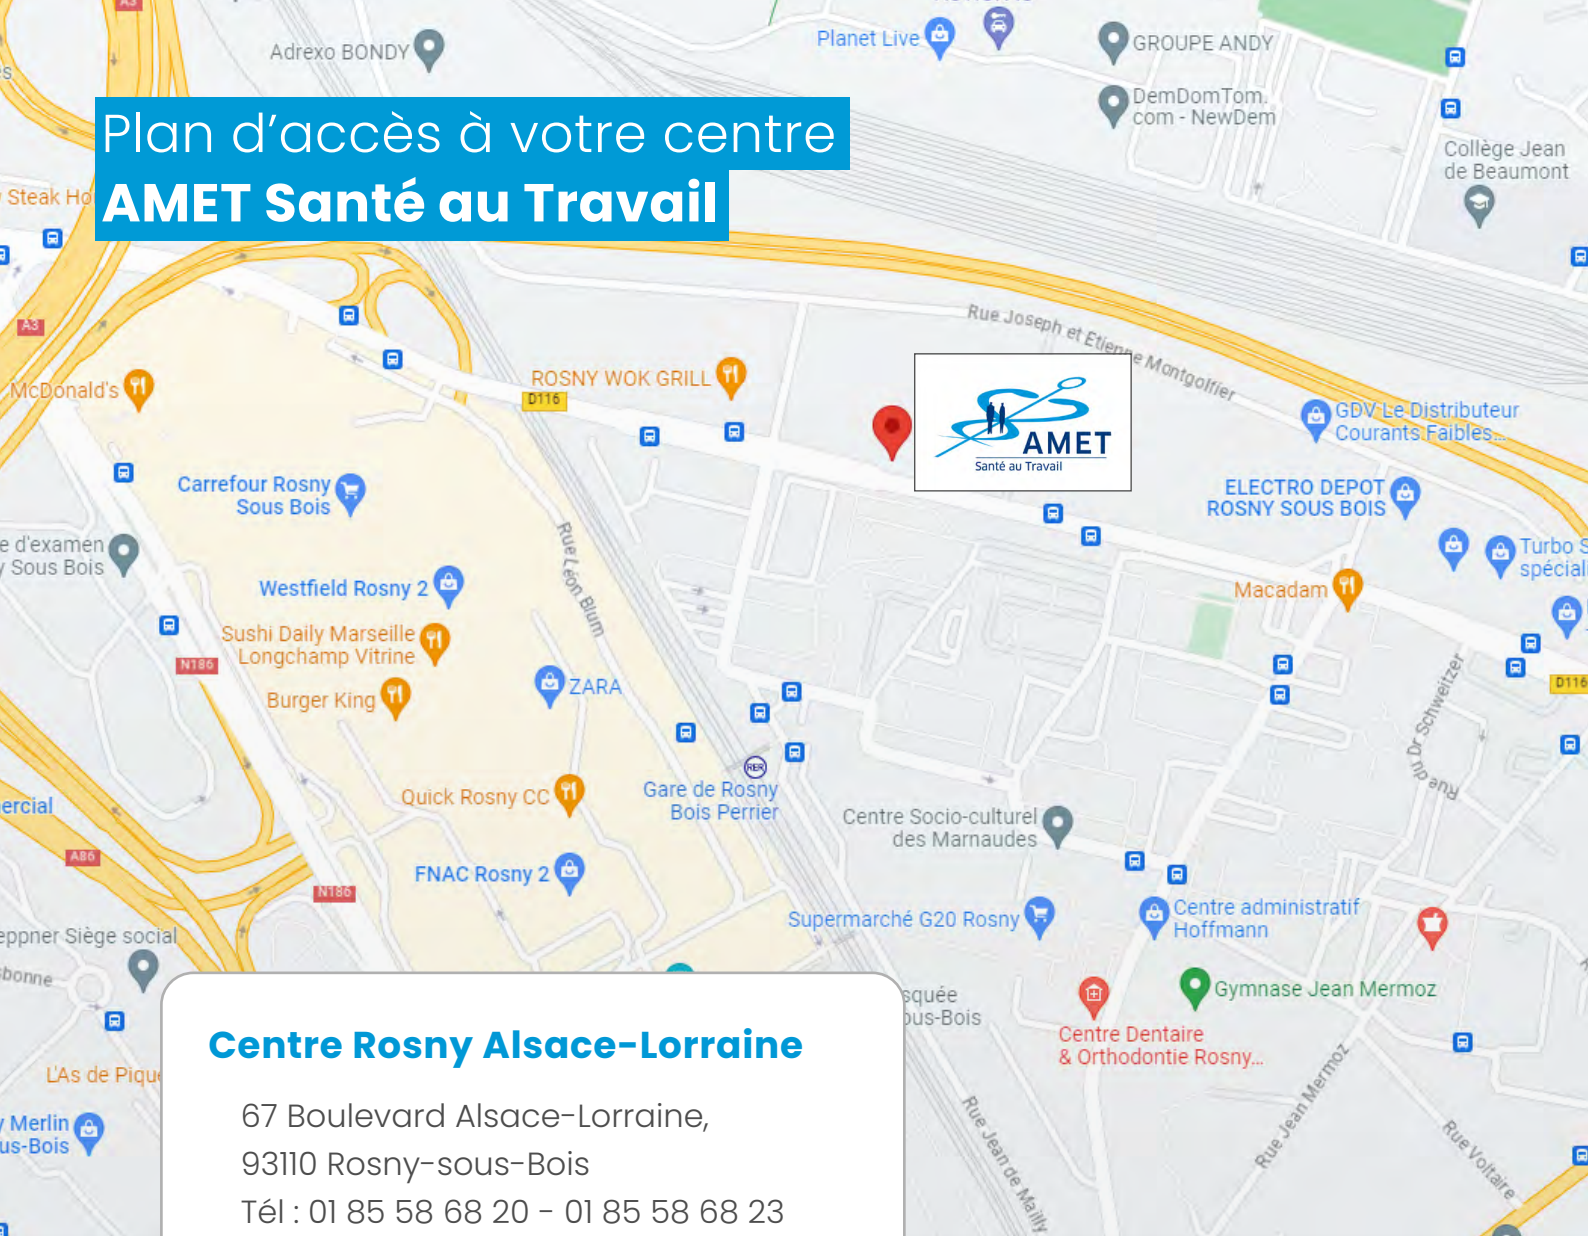 A3
Adrexo BONDY
Planet Live
GROUPE ANDY
DemDomTom.
com - NewDem
Collège Jean
de Beaumont
Plan d'accès à votre centre
AMET Santé au Travail
Steak Ho
A3
McDonald's
ROSNY WOK GRILL
D116
Rue Joseph et Etienne Montgolfier
AMET
Santé au Travail
GDV Le Distributeur
Courants Faibles...
Carrefour Rosny
Sous Bois
ELECTRO DEPOT
ROSNY SOUS BOIS
e d'examen
y Sous Bois
Rue Léon Blum
Turbo S
spéciali
Westfield Rosny 2
Macadam
Sushi Daily Marseille
Longchamp Vitrine
N186
Burger King
ZARA
D116
Rue du Dr Schweitzer
RER
Gare de Rosny
Bois Perrier
Quick Rosny CC
ercial
Centre Socio-culturel
des Marnaudes
A86
FNAC Rosny 2
N186
Supermarché G20 Rosny
Centre administratif
Hoffmann
eppner Siège social
bonne
squée
ous-Bois
Gymnase Jean Mermoz
Centre Dentaire
& Orthodontie Rosny...
L'As de Pique
y Merlin
us-Bois
Rue Jean de Mailly
Rue Jean Mermoz
Rue Voltaire
Centre Rosny Alsace-Lorraine
67 Boulevard Alsace-Lorraine,
93110 Rosny-sous-Bois
Tél : 01 85 58 68 20 - 01 85 58 68 23